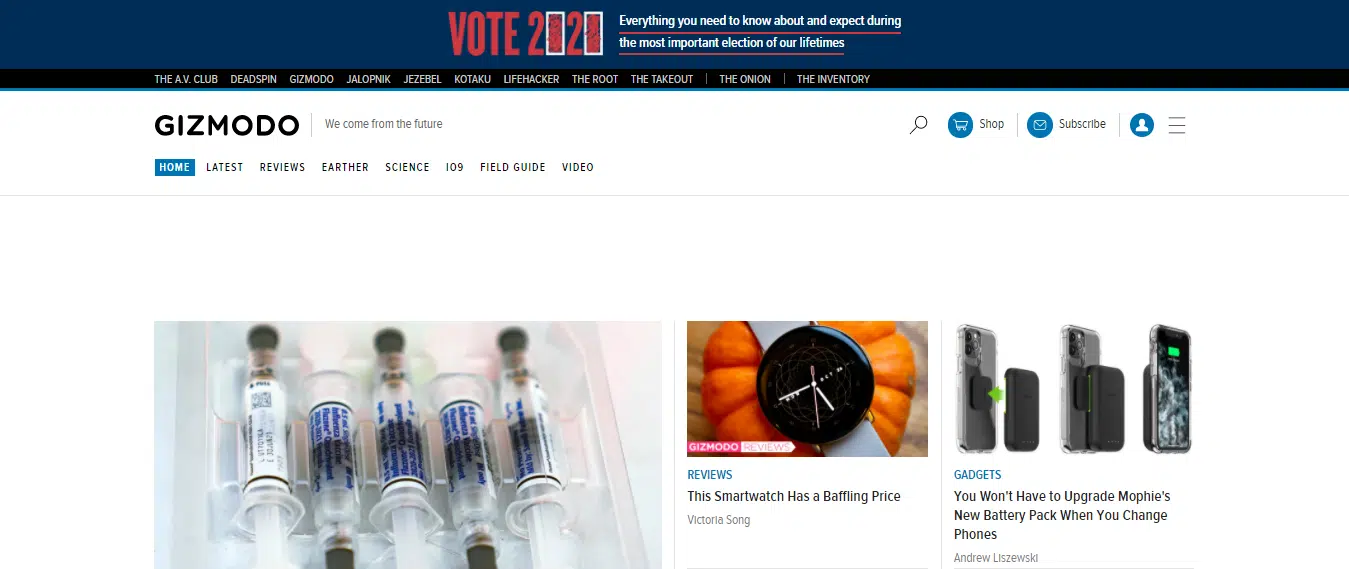 VOTE 2020
Everything you need to know about and expect during
the most important election of our lifetimes
THE A.V. CLUB DEADSPIN GIZMODO JALOPNIK JEZEBEL KOTAKU LIFEHACKER THE ROOT THE TAKEOUT THE ONION THE INVENTORY
GIZMODO We come from the future Shop Subscribe
HOME LATEST REVIEWS EARTHER SCIENCE IO9 FIELD GUIDE VIDEO
GIZMODO REVIEWS
REVIEWS
This Smartwatch Has a Baffling Price
Victoria Song
GADGETS
You Won't Have to Upgrade Mophie's
New Battery Pack When You Change
Phones
Andrew Liszewski